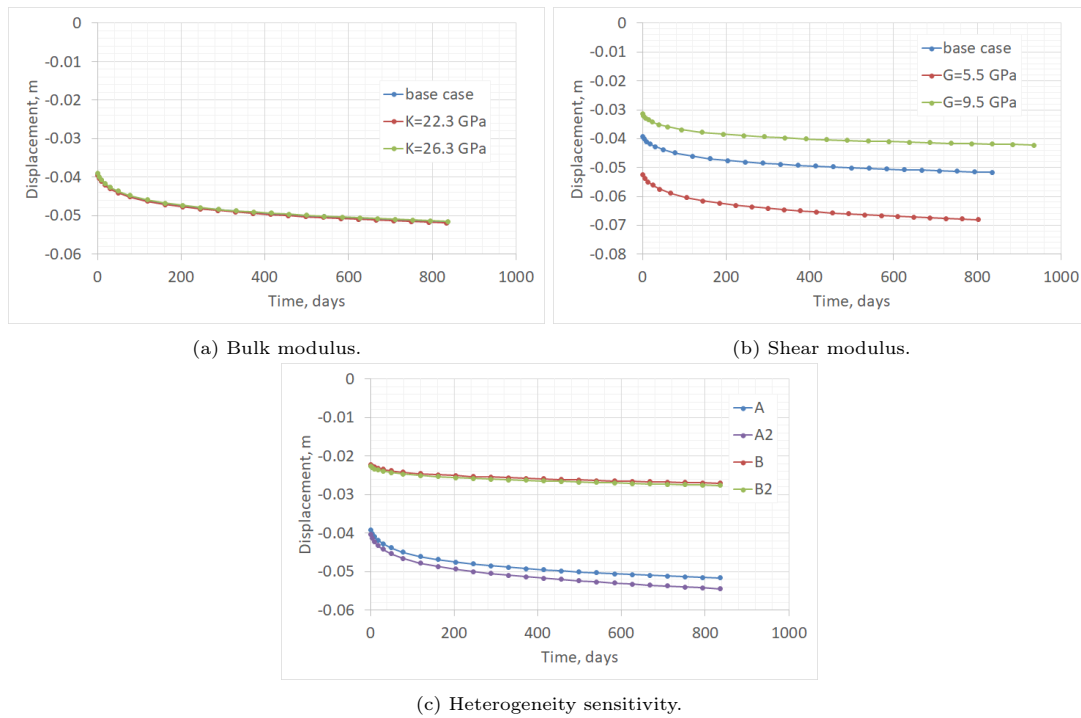 0
-0.01
-0.02
-0.03
-0.04
-0.05
-0.06
Displacement, m
base case
K=22.3 GPa
K=26.3 GPa
0 200 400 600 800 1000
Time, days
(a) Bulk modulus.
0
-0.01
-0.02
-0.03
-0.04
-0.05
-0.06
-0.07
-0.08
Displacement, m
base case
G=5.5 GPa
G=9.5 GPa
0 200 400 600 800 1000
Time, days
(b) Shear modulus.
0
-0.01
-0.02
-0.03
-0.04
-0.05
-0.06
Displacement, m
A
A2
B
B2
0 200 400 600 800 1000
Time, days
(c) Heterogeneity sensitivity.